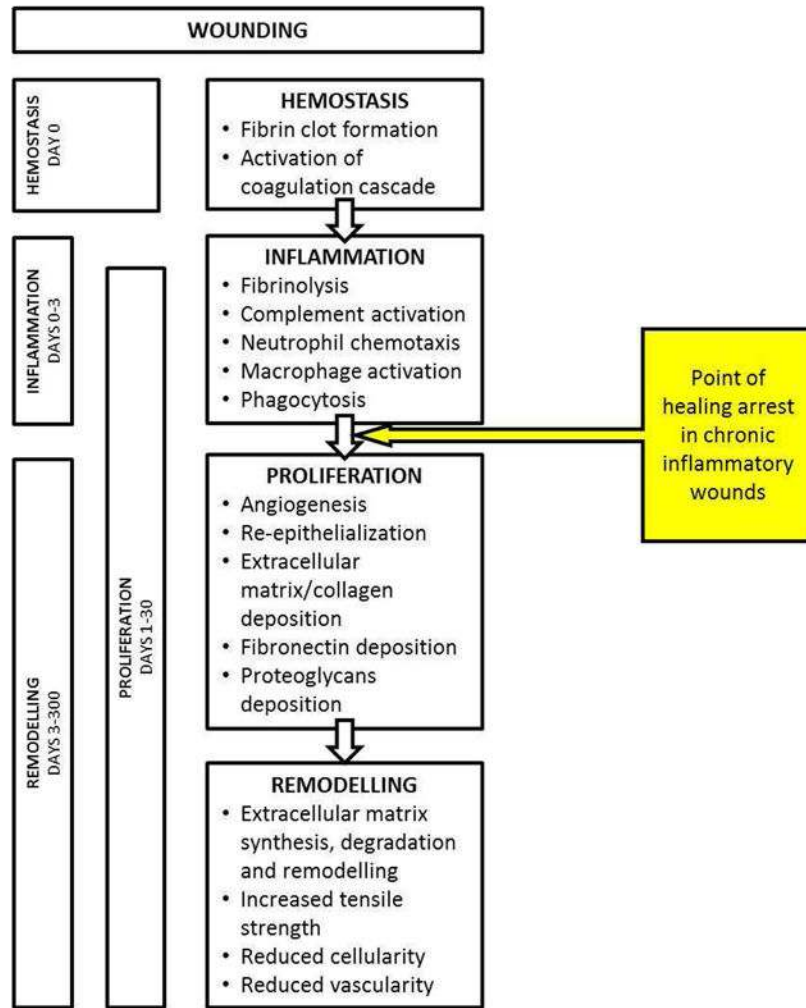 WOUNDING
HEMOSTASIS
DAY 0
HEMOSTASIS
• Fibrin clot formation
• Activation of
coagulation cascade
INFLAMMATION
DAYS 0-3
INFLAMMATION
• Fibrinolysis
• Complement activation
• Neutrophil chemotaxis
• Macrophage activation
• Phagocytosis
Point of
healing arrest
in chronic
inflammatory
wounds
REMODELLING
DAYS 3-300
PROLIFERATION
DAYS 1-30
PROLIFERATION
• Angiogenesis
• Re-epithelialization
• Extracellular
matrix/collagen
deposition
• Fibronectin deposition
• Proteoglycans
deposition
REMODELLING
• Extracellular matrix
synthesis, degradation
and remodelling
• Increased tensile
strength
• Reduced cellularity
• Reduced vascularity